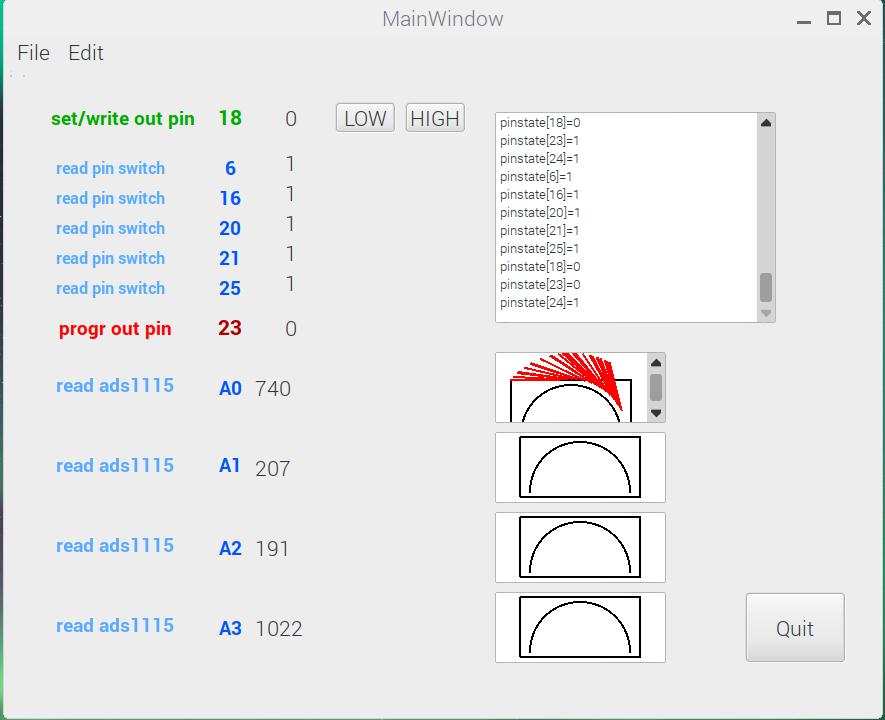 MainWindow
File Edit
set/write out pin 18 0 LOW HIGH
read pin switch 6 1
read pin switch 16 1
read pin switch 20 1
read pin switch 21 1
read pin switch 25 1
progr out pin 23 0
read ads1115 A0 740
read ads1115 A1 207
read ads1115 A2 191
read ads1115 A3 1022
pinstate[18]=0
pinstate[23]=1
pinstate[24]=1
pinstate[6]=1
pinstate[16]=1
pinstate[20]=1
pinstate[21]=1
pinstate[25]=1
pinstate[18]=0
pinstate[23]=0
pinstate[24]=1
Quit